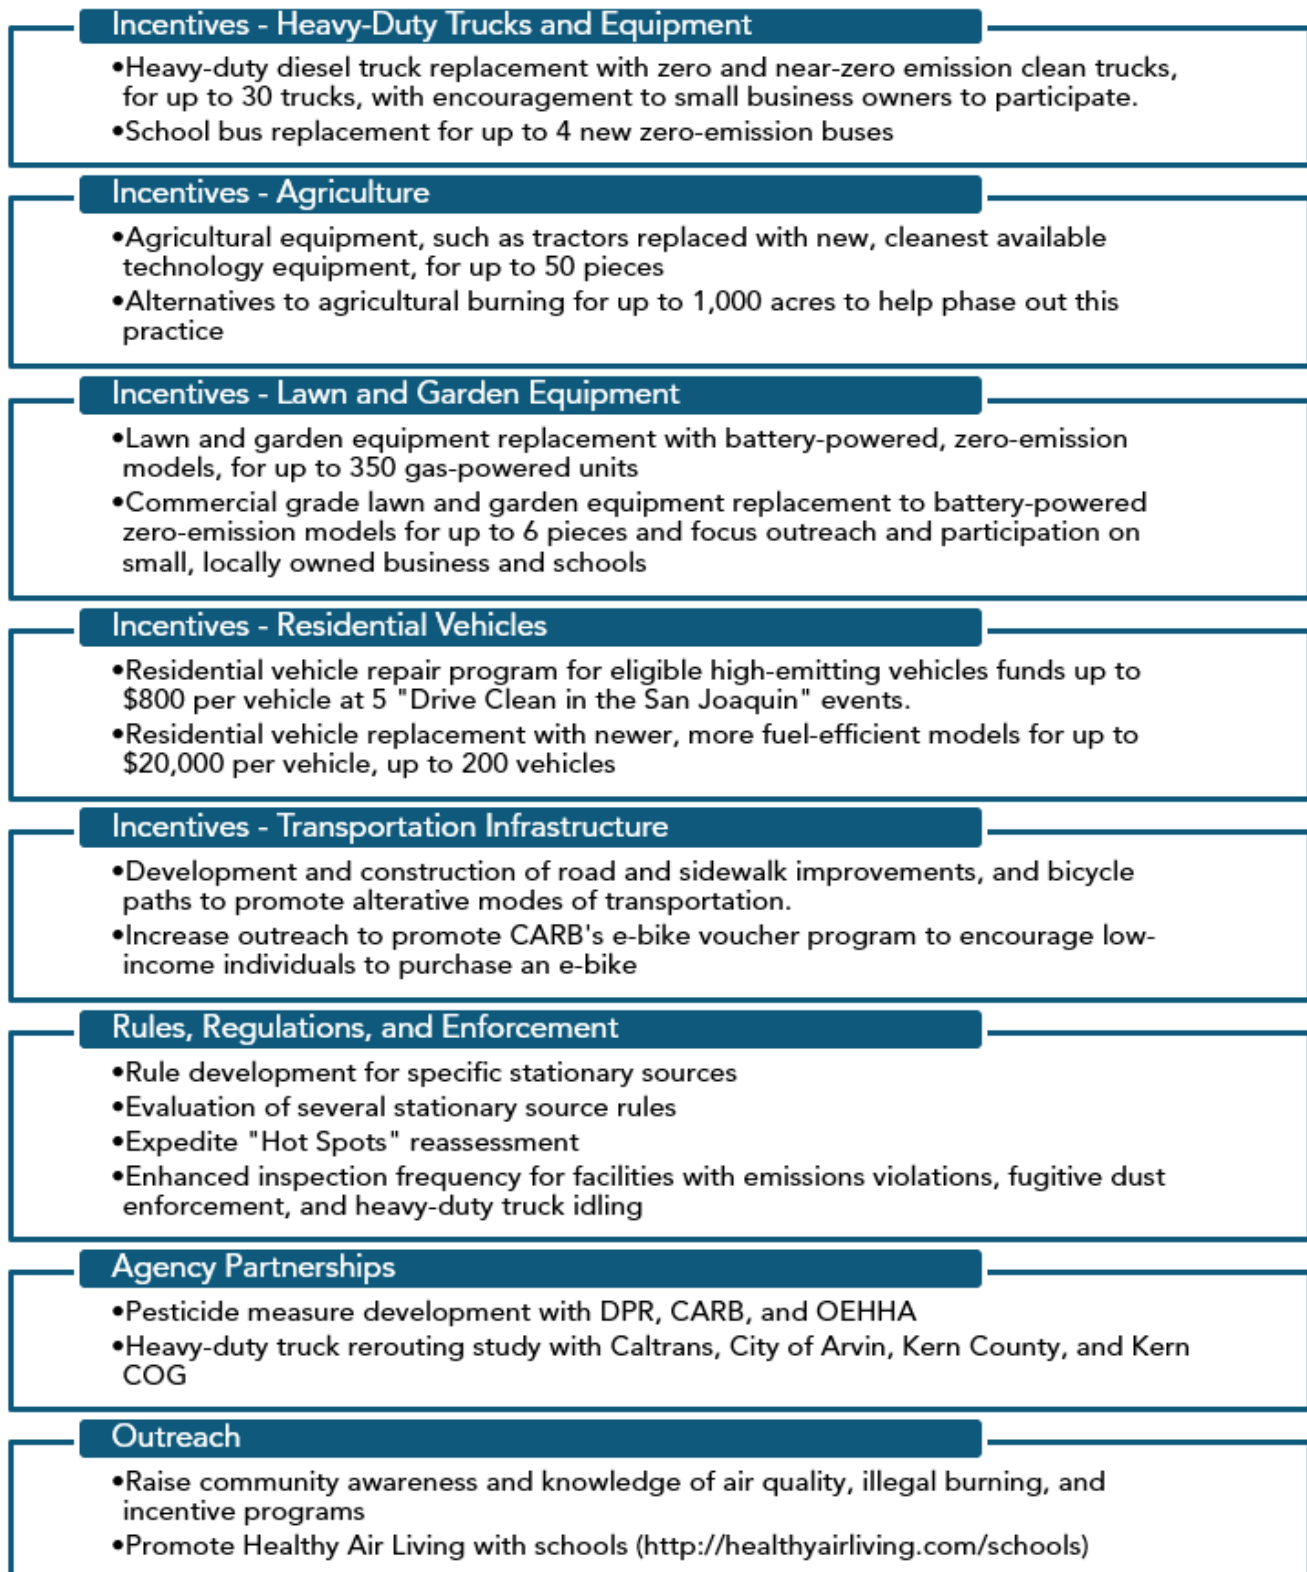 Incentives - Heavy-Duty Trucks and Equipment
•Heavy-duty diesel truck replacement with zero and near-zero emission clean trucks,
for up to 30 trucks, with encouragement to small business owners to participate.
•School bus replacement for up to 4 new zero-emission buses
Incentives - Agriculture
•Agricultural equipment, such as tractors replaced with new, cleanest available
technology equipment, for up to 50 pieces
•Alternatives to agricultural burning for up to 1,000 acres to help phase out this
practice
Incentives - Lawn and Garden Equipment
•Lawn and garden equipment replacement with battery-powered, zero-emission
models, for up to 350 gas-powered units
•Commercial grade lawn and garden equipment replacement to battery-powered
zero-emission models for up to 6 pieces and focus outreach and participation on
small, locally owned business and schools
Incentives - Residential Vehicles
•Residential vehicle repair program for eligible high-emitting vehicles funds up to
$800 per vehicle at 5 "Drive Clean in the San Joaquin" events.
•Residential vehicle replacement with newer, more fuel-efficient models for up to
$20,000 per vehicle, up to 200 vehicles
Incentives - Transportation Infrastructure
•Development and construction of road and sidewalk improvements, and bicycle
paths to promote alterative modes of transportation.
•Increase outreach to promote CARB's e-bike voucher program to encourage low-
income individuals to purchase an e-bike
Rules, Regulations, and Enforcement
•Rule development for specific stationary sources
•Evaluation of several stationary source rules
•Expedite "Hot Spots" reassessment
•Enhanced inspection frequency for facilities with emissions violations, fugitive dust
enforcement, and heavy-duty truck idling
Agency Partnerships
•Pesticide measure development with DPR, CARB, and OEHHA
•Heavy-duty truck rerouting study with Caltrans, City of Arvin, Kern County, and Kern
COG
Outreach
•Raise community awareness and knowledge of air quality, illegal burning, and
incentive programs
•Promote Healthy Air Living with schools (http://healthyairliving.com/schools)